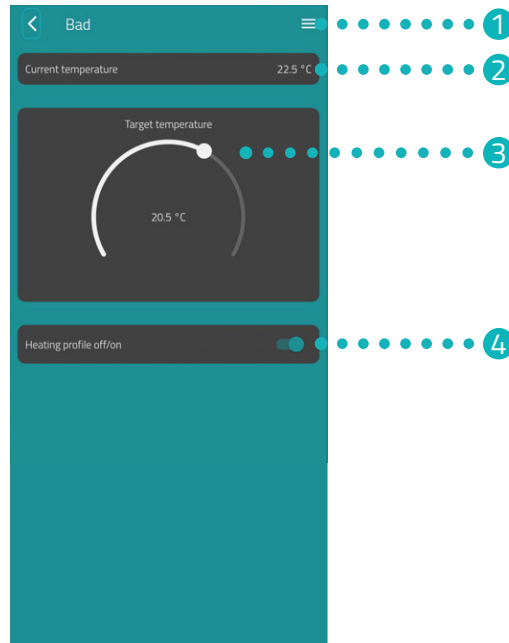 Bad
1
Current temperature 22.5 °C
2
Target temperature
3
20.5 °C
Heating profile off/on
4